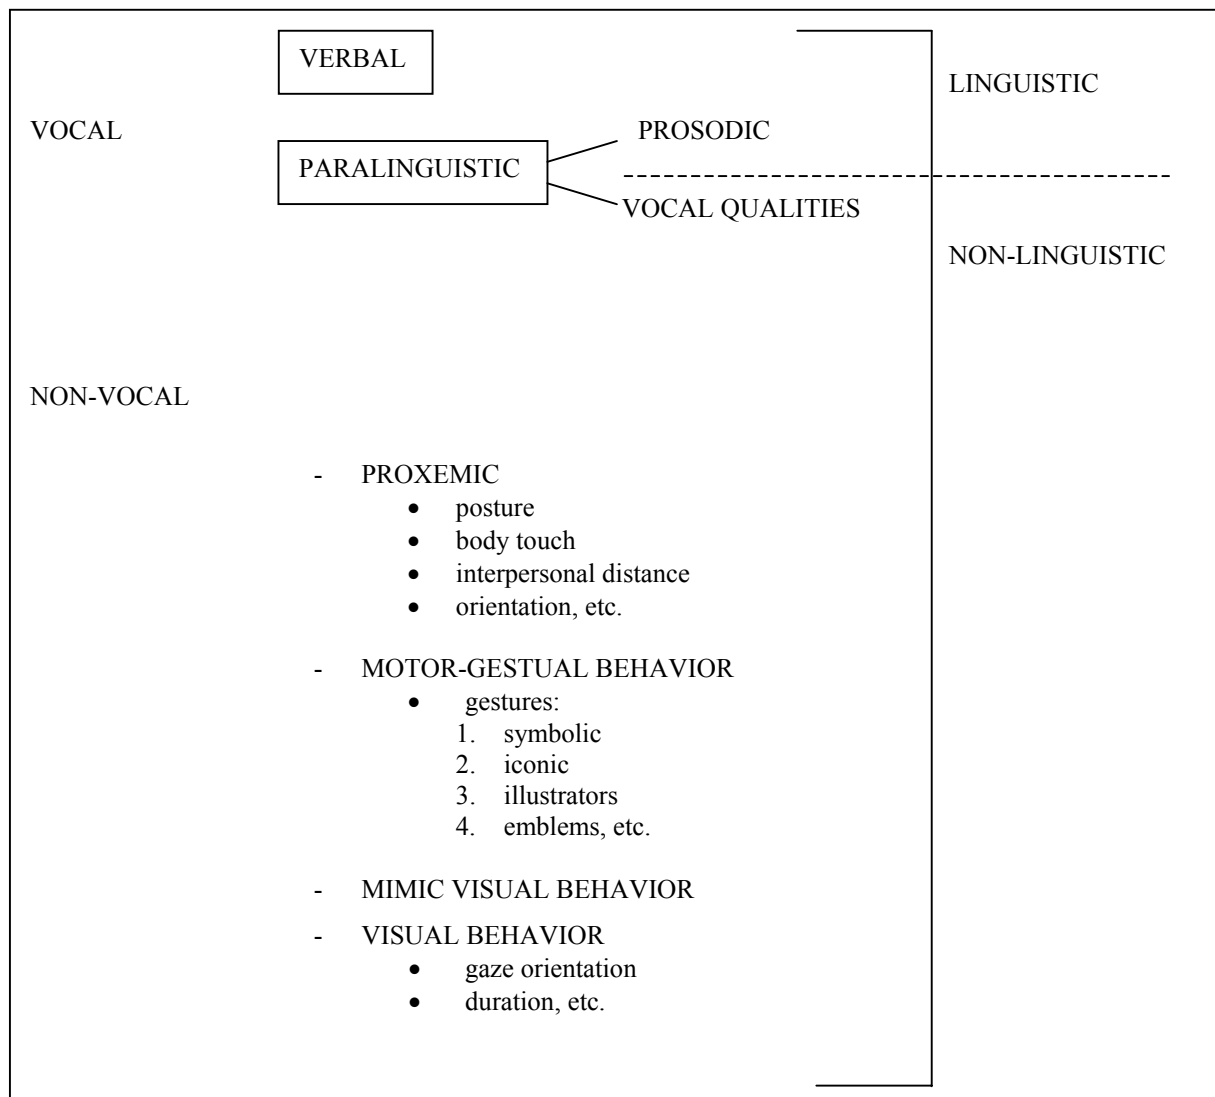 VERBAL
LINGUISTIC
VOCAL
PROSODIC
PARALINGUISTIC
VOCAL QUALITIES
NON-LINGUISTIC
NON-VOCAL
- PROXEMIC
• posture
• body touch
• interpersonal distance
• orientation, etc.
- MOTOR-GESTUAL BEHAVIOR
• gestures:
1. symbolic
2. iconic
3. illustrators
4. emblems, etc.
- MIMIC VISUAL BEHAVIOR
- VISUAL BEHAVIOR
• gaze orientation
• duration, etc.